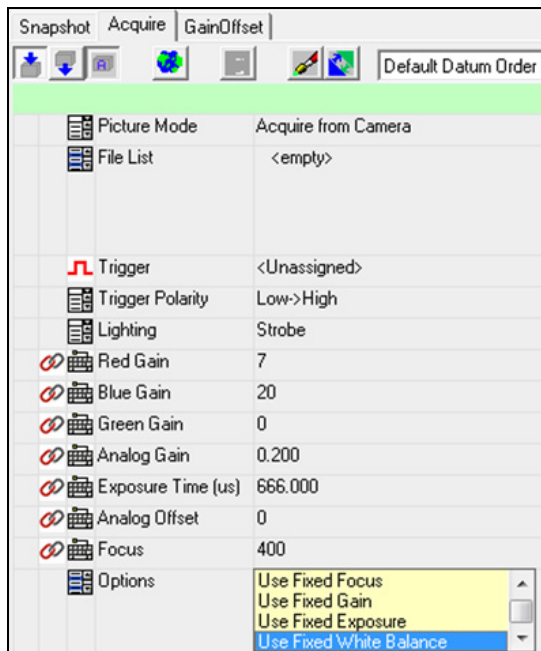 Snapshot Acquire GainOffset
A Default Datum Order
Picture Mode Acquire from Camera
File List <empty>
Trigger <Unassigned>
Trigger Polarity Low->High
Lighting Strobe
Red Gain 7
Blue Gain 20
Green Gain 0
Analog Gain 0.200
Exposure Time (us) 666.000
Analog Offset 0
Focus 400
Options Use Fixed Focus
Use Fixed Gain
Use Fixed Exposure
Use Fixed White Balance